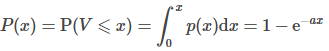 P(x) = P(V ⩽ x) = ∫₀ˣ p(x)dx = 1 − e^{−ax}